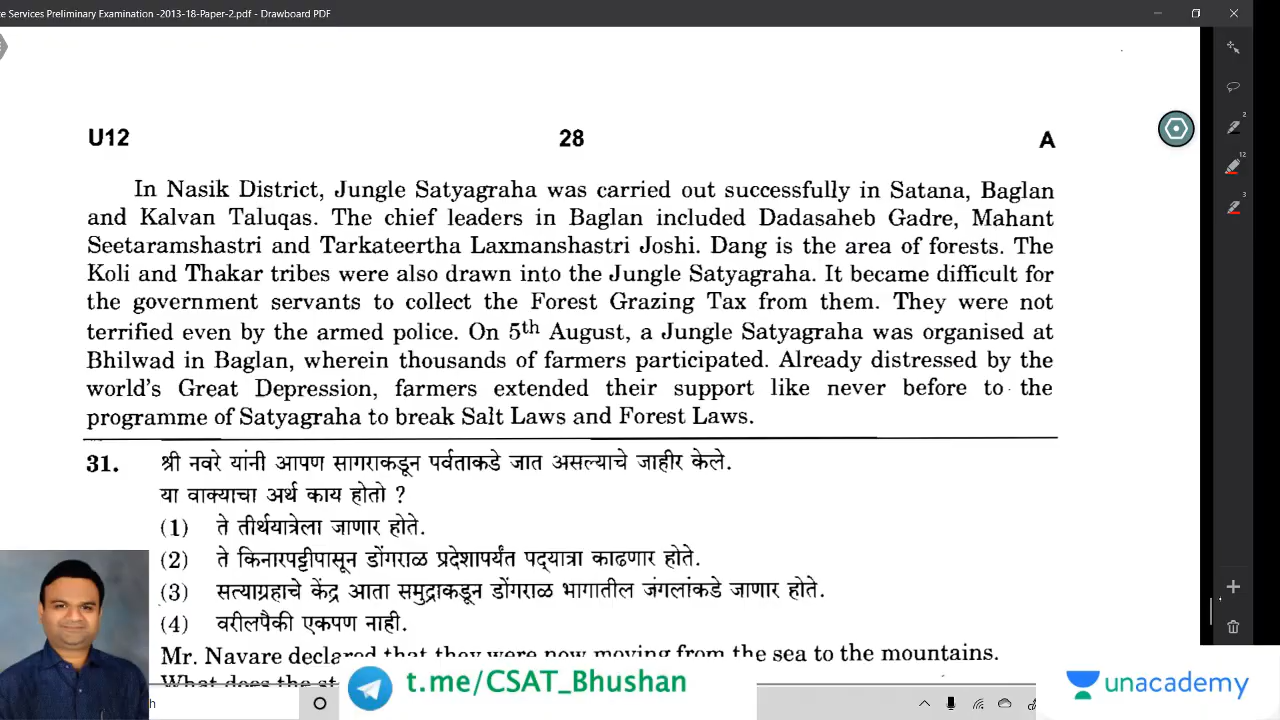 e Services Preliminary Examination -2013-18-Paper-2.pdf - Drawboard PDF
U12 28 A
In Nasik District, Jungle Satyagraha was carried out successfully in Satana, Baglan
and Kalvan Taluqas. The chief leaders in Baglan included Dadasaheb Gadre, Mahant
Seetaramshastri and Tarkateertha Laxmanshastri Joshi. Dang is the area of forests. The
Koli and Thakar tribes were also drawn into the Jungle Satyagraha. It became difficult for
the government servants to collect the Forest Grazing Tax from them. They were not
terrified even by the armed police. On 5th August, a Jungle Satyagraha was organised at
Bhilwad in Baglan, wherein thousands of farmers participated. Already distressed by the
world's Great Depression, farmers extended their support like never before to the
programme of Satyagraha to break Salt Laws and Forest Laws.
31. श्री नवरे यांनी आपण सागराकडून पर्वताकडे जात असल्याचे जाहीर केले.
या वाक्याचा अर्थ काय होतो ?
(1) ते तीर्थयात्रेला जाणार होते.
(2) ते किनारपट्टीपासून डोंगराळ प्रदेशापर्यंत पद्यात्रा काढणार होते.
(3) सत्याग्रहाचे केंद्र आता समुद्राकडून डोंगराळ भागातील जंगलांकडे जाणार होते.
(4) वरीलपैकी एकपण नाही.
Mr. Navare declared that they were now moving from the sea to the mountains.
What does the
t.me/CSAT_Bhushan
unacademy